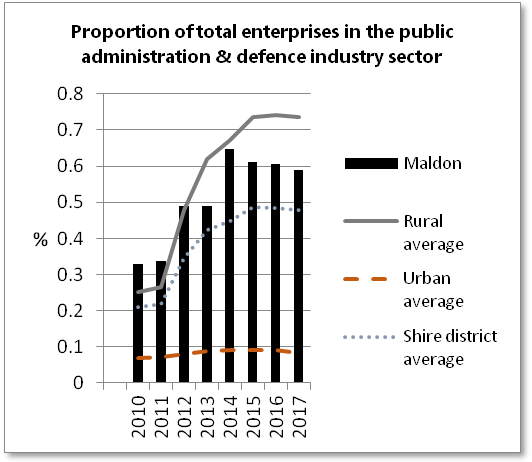 Proportion of total enterprises in the public
administration & defence industry sector
0.8
0.7
0.6
0.5
0.4
0.3
0.2
0.1
0
%
2010
2011
2012
2013
2014
2015
2016
2017
Maldon
Rural
average
Urban
average
Shire district
average